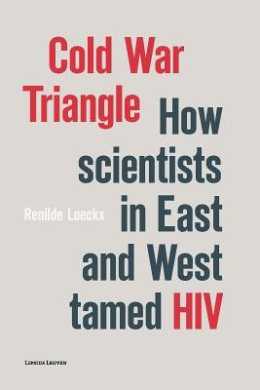 Cold War
Triangle How
scientists
Renilde Loeckx in East
and West
tamed HIV
Lipsius Leuven